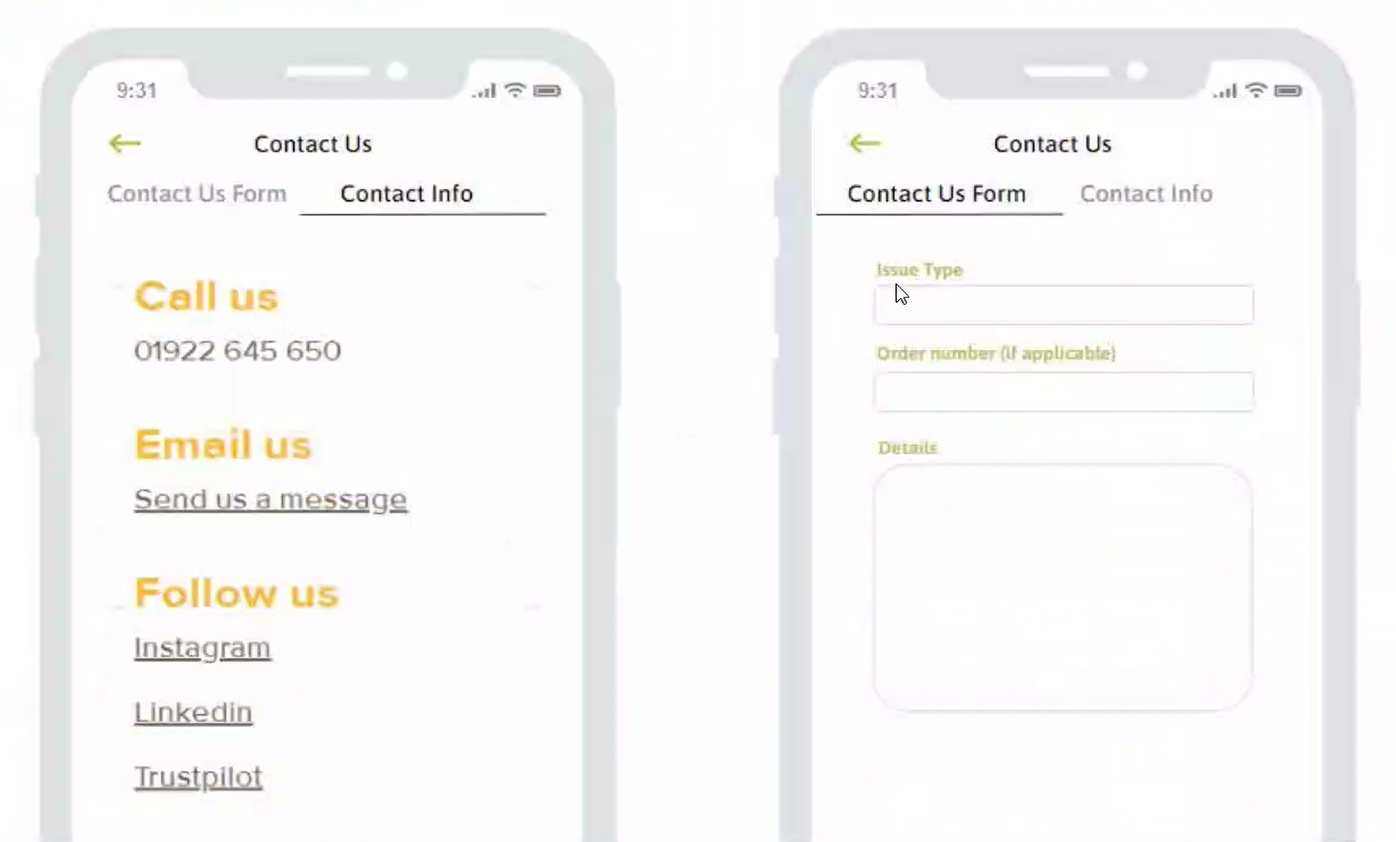 9:31
Contact Us
Contact Us Form Contact Info
Call us
01922 645 650
Email us
Send us a message
Follow us
Instagram
Linkedin
Trustpilot
9:31
Contact Us
Contact Us Form Contact Info
Issue Type
Order number (if applicable)
Details